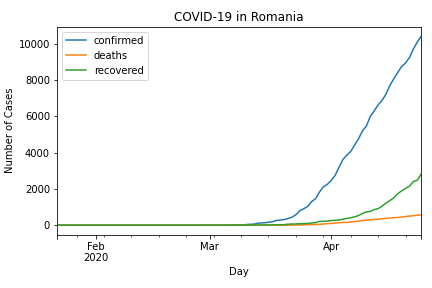 COVID-19 in Romania
confirmed
deaths
recovered
Number of Cases
10000
8000
6000
4000
2000
0
Feb
2020
Mar
Apr
Day